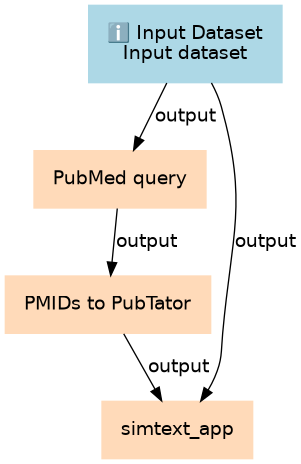 ℹ️ Input Dataset
Input dataset
output
PubMed query
output
output
PMIDs to PubTator
output
simtext_app